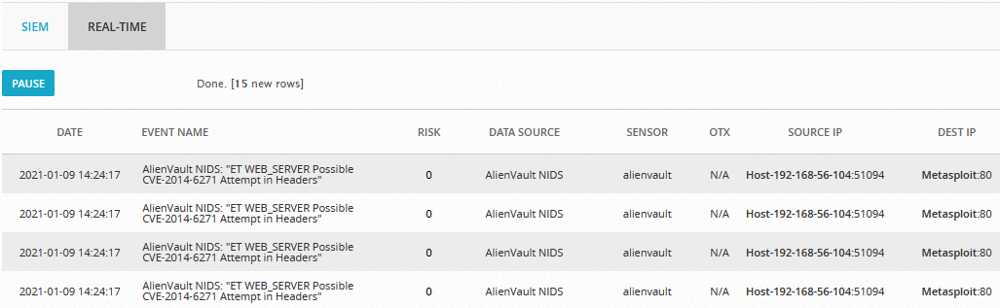 SIEM REAL-TIME
PAUSE Done. [15 new rows]
DATE EVENT NAME RISK DATA SOURCE SENSOR OTX SOURCE IP DEST IP
2021-01-09 14:24:17 AlienVault NIDS: "ET WEB_SERVER Possible CVE-2014-6271 Attempt in Headers" 0 AlienVault NIDS alienvault N/A Host-192-168-56-104:51094 Metasploit:80
2021-01-09 14:24:17 AlienVault NIDS: "ET WEB_SERVER Possible CVE-2014-6271 Attempt in Headers" 0 AlienVault NIDS alienvault N/A Host-192-168-56-104:51094 Metasploit:80
2021-01-09 14:24:17 AlienVault NIDS: "ET WEB_SERVER Possible CVE-2014-6271 Attempt in Headers" 0 AlienVault NIDS alienvault N/A Host-192-168-56-104:51094 Metasploit:80
2021-01-09 14:24:17 AlienVault NIDS: "ET WEB_SERVER Possible CVE-2014-6271 Attempt in Headers" 0 AlienVault NIDS alienvault N/A Host-192-168-56-104:51094 Metasploit:80